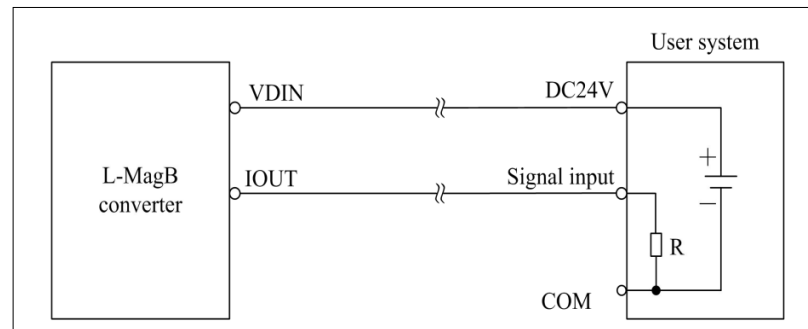 User system
VDIN
DC24V
L-MagB
converter
IOUT
Signal input
+
−
R
COM